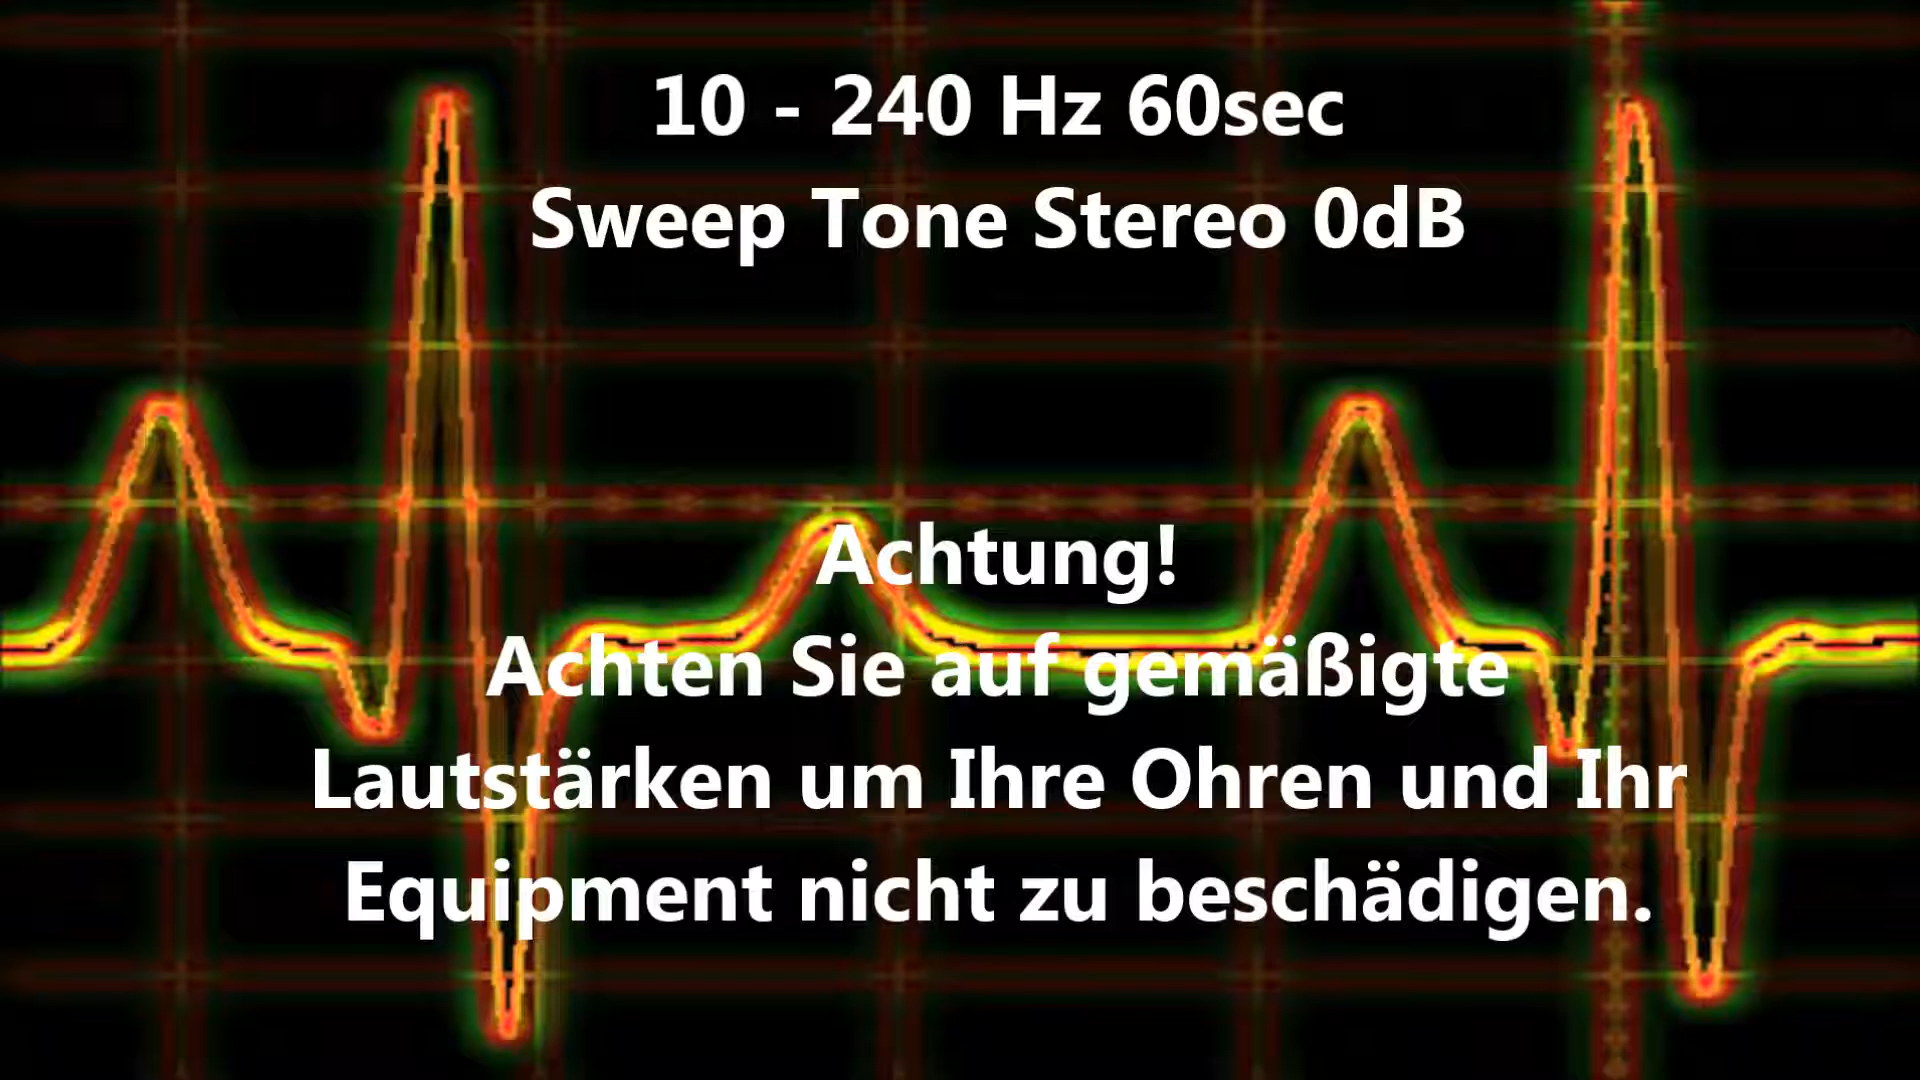 10 - 240 Hz 60sec
Sweep Tone Stereo 0dB
Achtung!
Achten Sie auf gemäßigte
Lautstärken um Ihre Ohren und Ihr
Equipment nicht zu beschädigen.